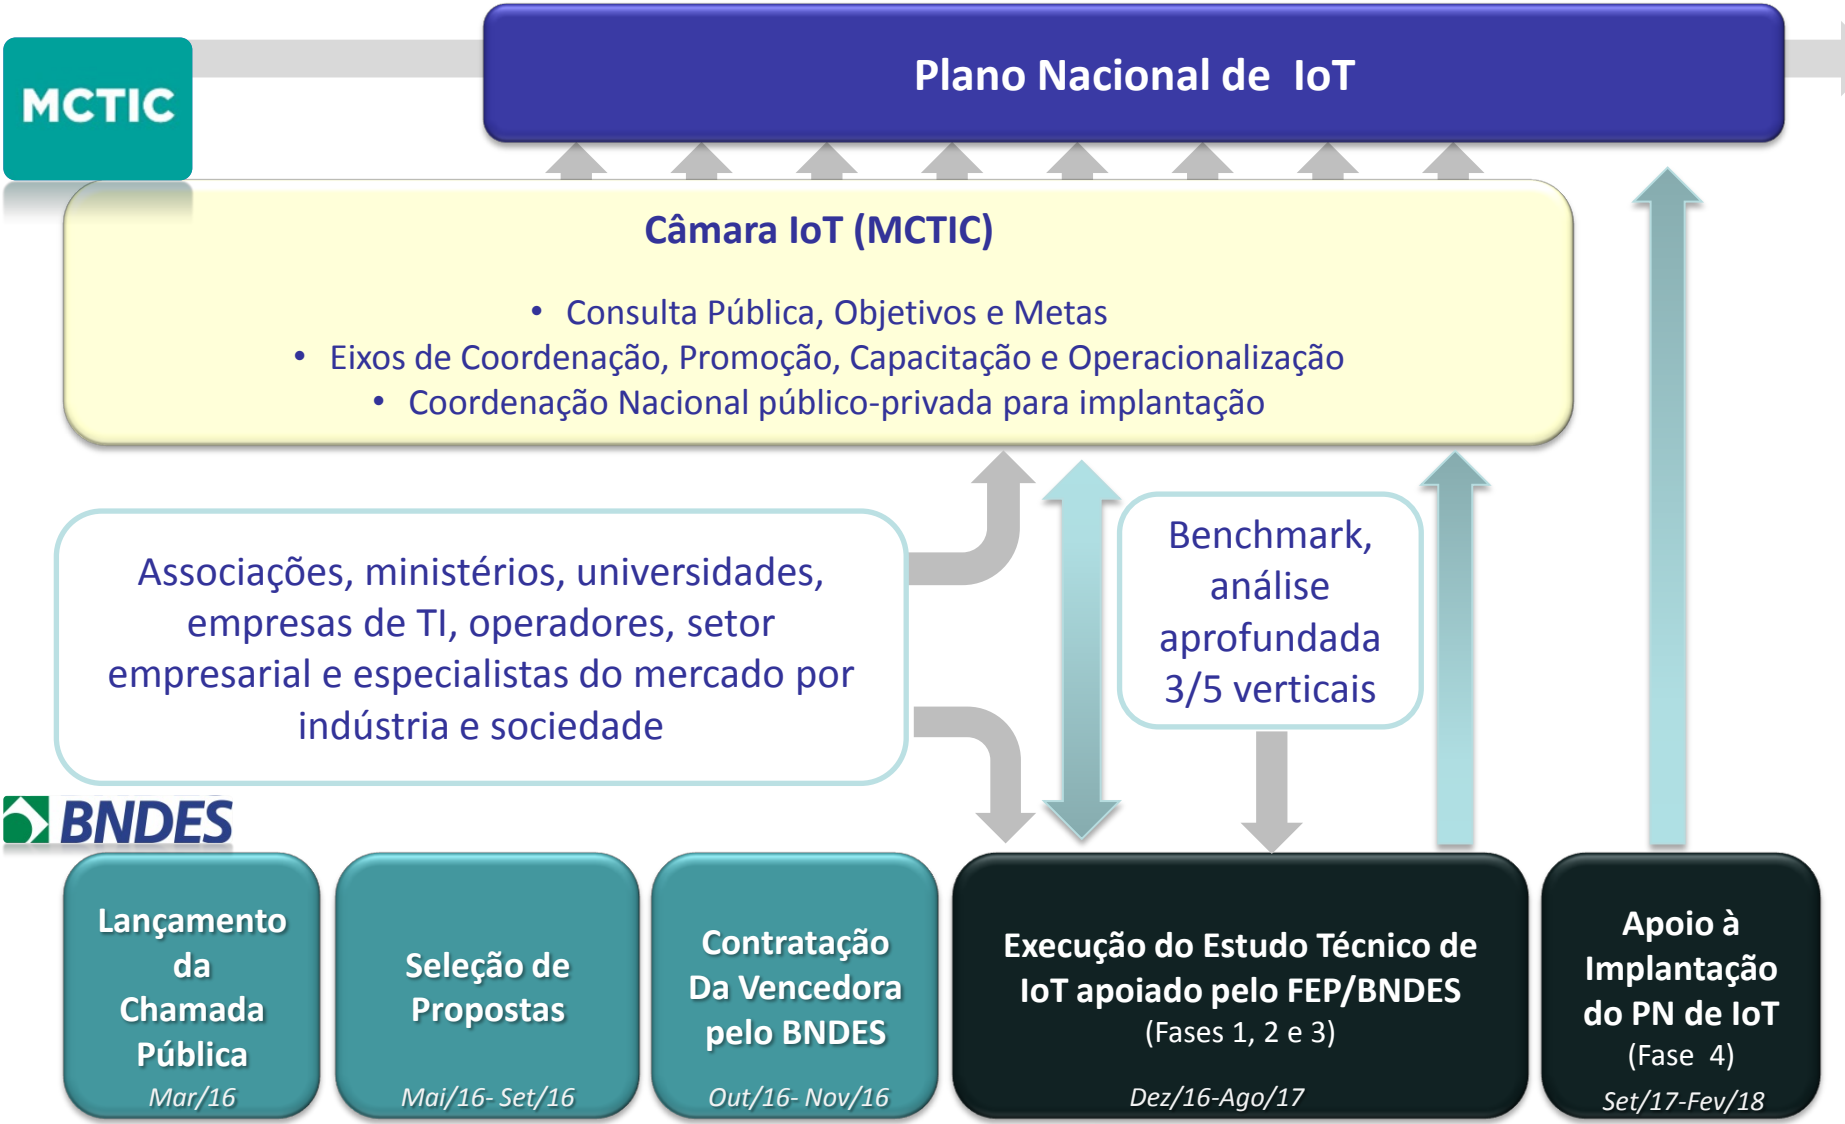 MCTIC
Plano Nacional de IoT
Câmara IoT (MCTIC)
• Consulta Pública, Objetivos e Metas
• Eixos de Coordenação, Promoção, Capacitação e Operacionalização
• Coordenação Nacional público-privada para implantação
Associações, ministérios, universidades,
empresas de TI, operadores, setor
empresarial e especialistas do mercado por
indústria e sociedade
Benchmark,
análise
aprofundada
3/5 verticais
BNDES
Lançamento
da
Chamada
Pública
Mar/16
Seleção de
Propostas
Mai/16- Set/16
Contratação
Da Vencedora
pelo BNDES
Out/16- Nov/16
Execução do Estudo Técnico de
IoT apoiado pelo FEP/BNDES
(Fases 1, 2 e 3)
Dez/16-Ago/17
Apoio à
Implantação
do PN de IoT
(Fase 4)
Set/17-Fev/18